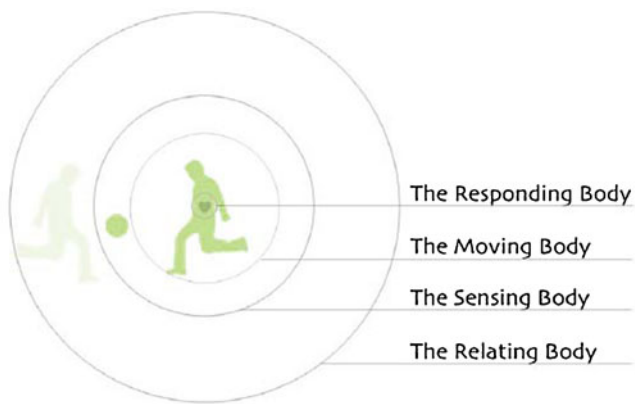 The Responding Body
The Moving Body
The Sensing Body
The Relating Body